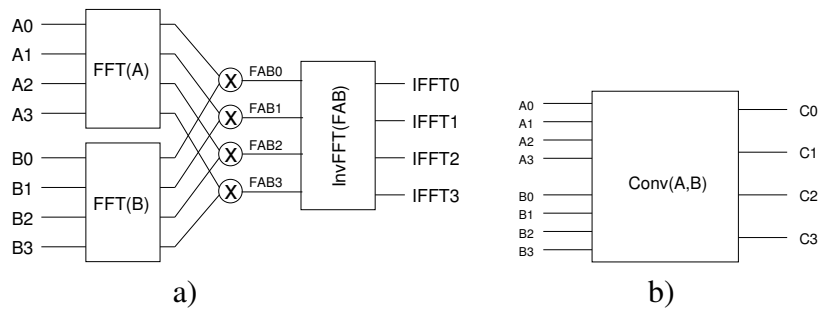 A0
A1
A2
A3
FFT(A)
B0
B1
B2
B3
FFT(B)
X
X
X
X
FAB0
FAB1
FAB2
FAB3
InvFFT(FAB)
IFFT0
IFFT1
IFFT2
IFFT3
a)
A0
A1
A2
A3
B0
B1
B2
B3
Conv(A,B)
C0
C1
C2
C3
b)